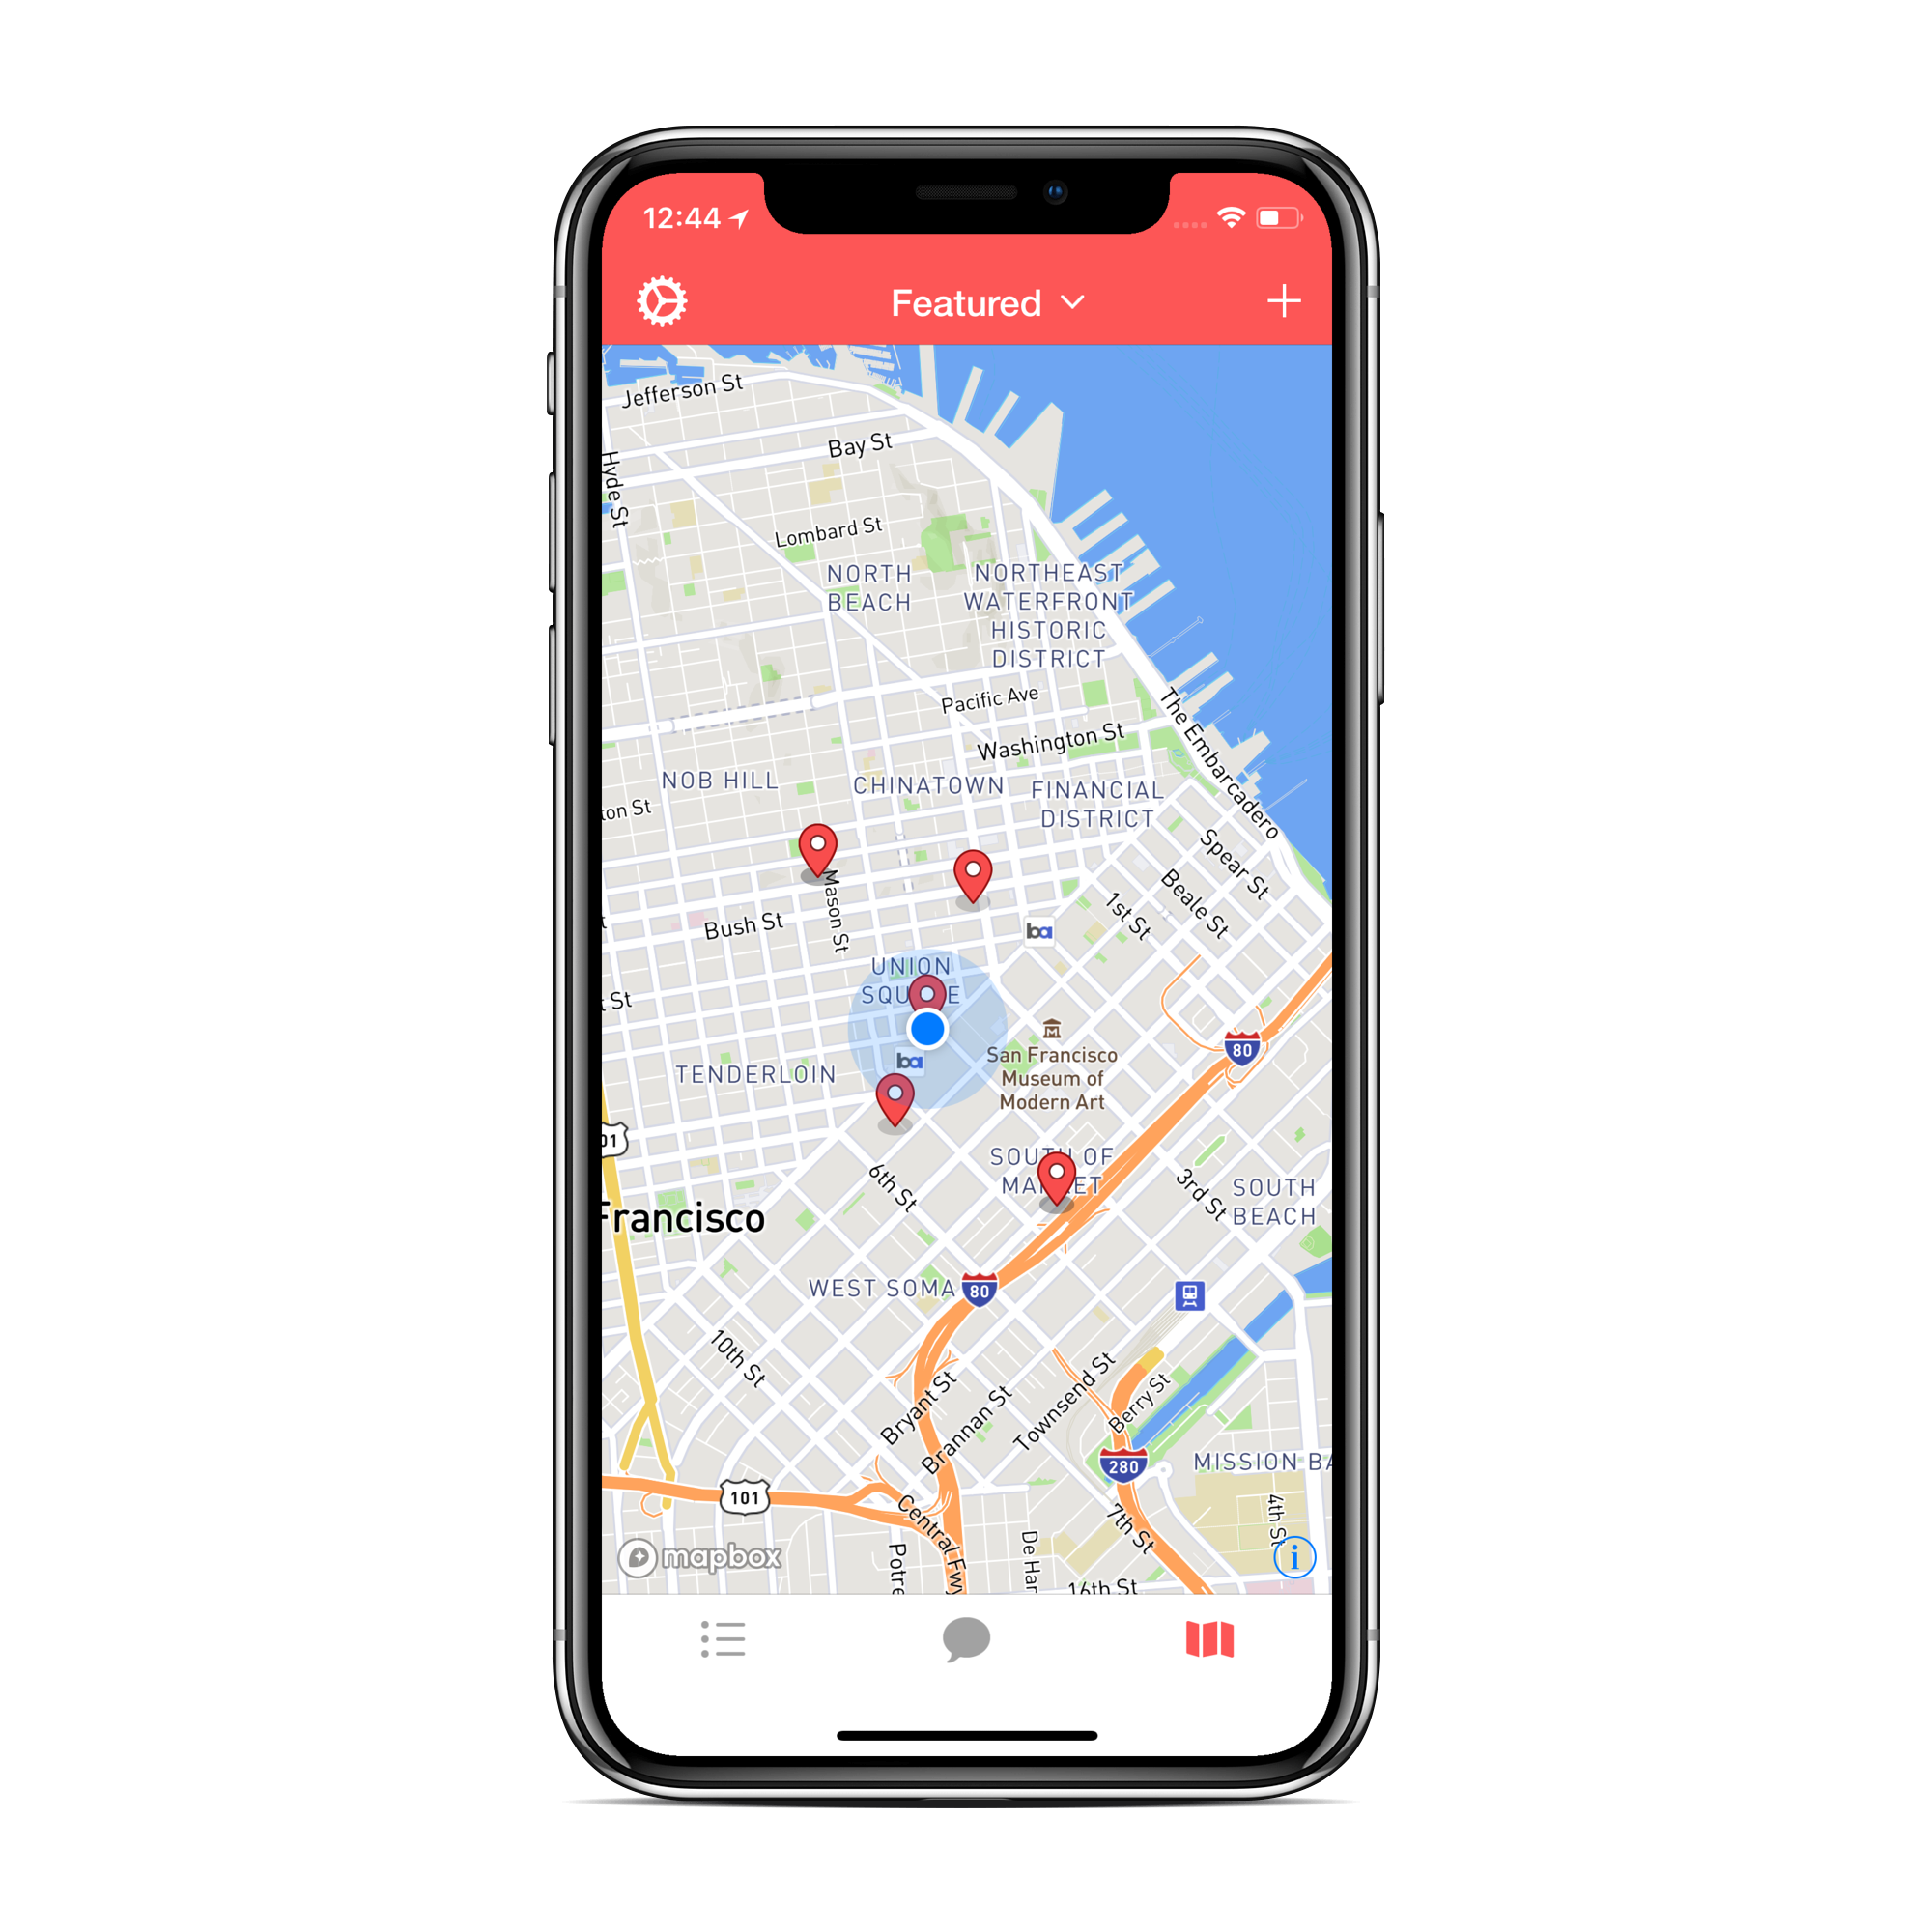 12:44
Featured
Jefferson St
Bay St
Hyde St
Lombard St
NORTH
BEACH
NORTHEAST
WATERFRONT
HISTORIC
DISTRICT
Pacific Ave
Washington St
The Embarcadero
NOB HILL
CHINATOWN
FINANCIAL
DISTRICT
ton St
Spear St
Beale St
1st St
Mason St
Bush St
ba
UNION
SQU E
St
80
San Francisco
Museum of
Modern Art
ba
TENDERLOIN
01
SOUTH OF
MARKET
6th St
3rd St
SOUTH
BEACH
Francisco
WEST SOMA
80
10th St
Bryant St
Brannan St
Townsend St
Berry St
280
MISSION BA
101
Central Fwy
7th St
4th St
Potre
De Har
16th St
mapbox
i